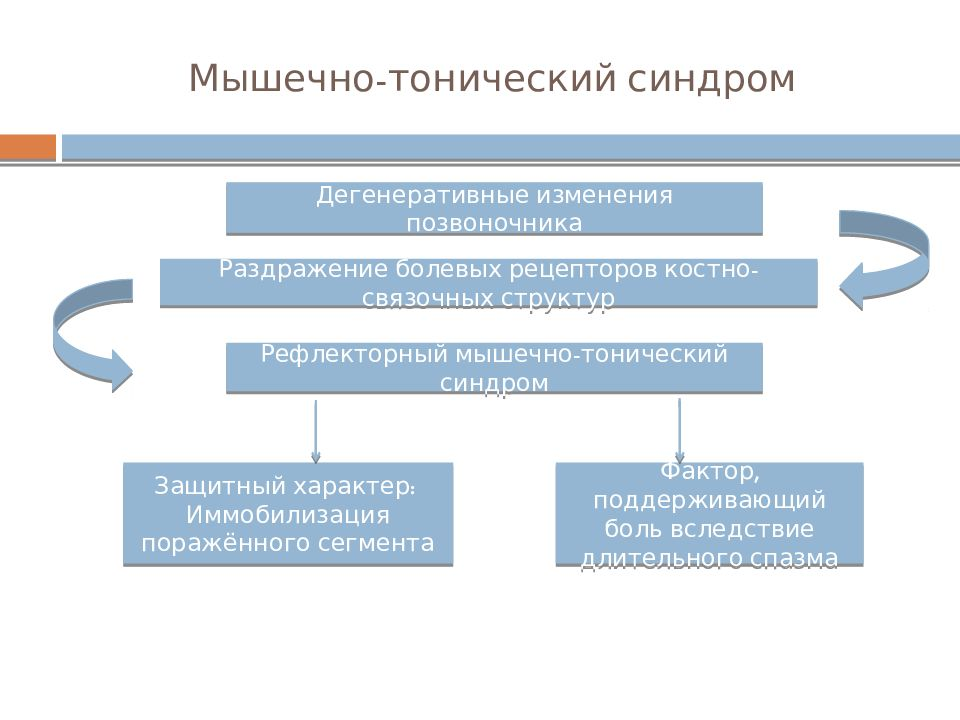 Мышечно-тонический синдром
Дегенеративные изменения
позвоночника
Раздражение болевых рецепторов костно-
связочных структур
Рефлекторный мышечно-тонический
синдром
Защитный характер:
Иммобилизация
поражённого сегмента
Фактор,
поддерживающий
боль вследствие
длительного спазма